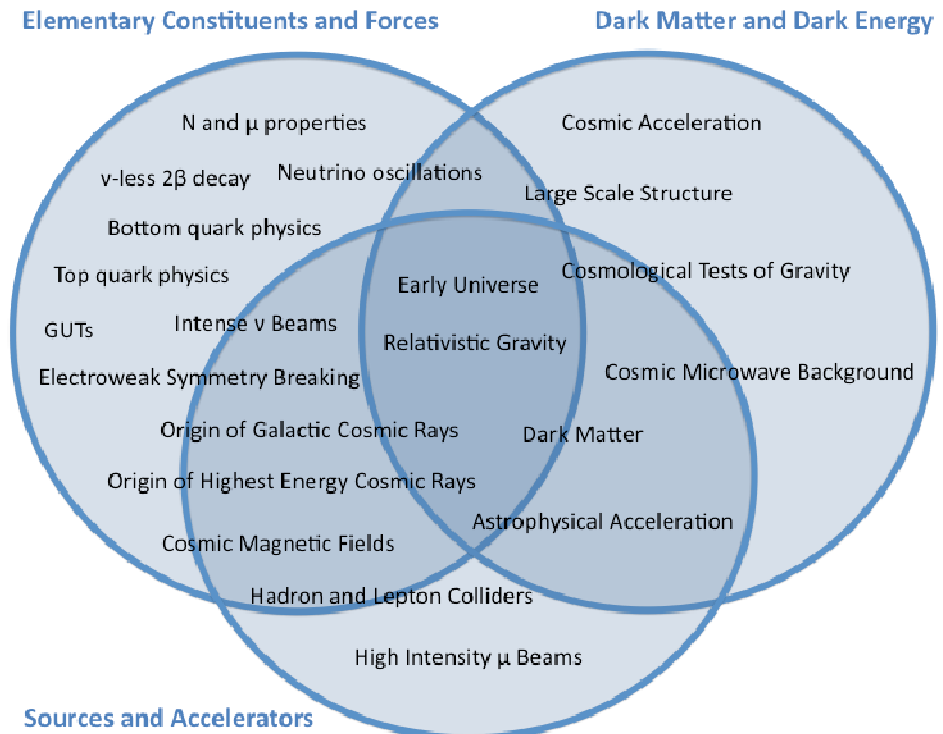 Elementary Constituents and Forces
Dark Matter and Dark Energy
N and μ properties
Cosmic Acceleration
ν-less 2β decay
Neutrino oscillations
Large Scale Structure
Bottom quark physics
Top quark physics
Early Universe
Cosmological Tests of Gravity
GUTs
Intense ν Beams
Relativistic Gravity
Electroweak Symmetry Breaking
Cosmic Microwave Background
Origin of Galactic Cosmic Rays
Dark Matter
Origin of Highest Energy Cosmic Rays
Astrophysical Acceleration
Cosmic Magnetic Fields
Hadron and Lepton Colliders
High Intensity μ Beams
Sources and Accelerators